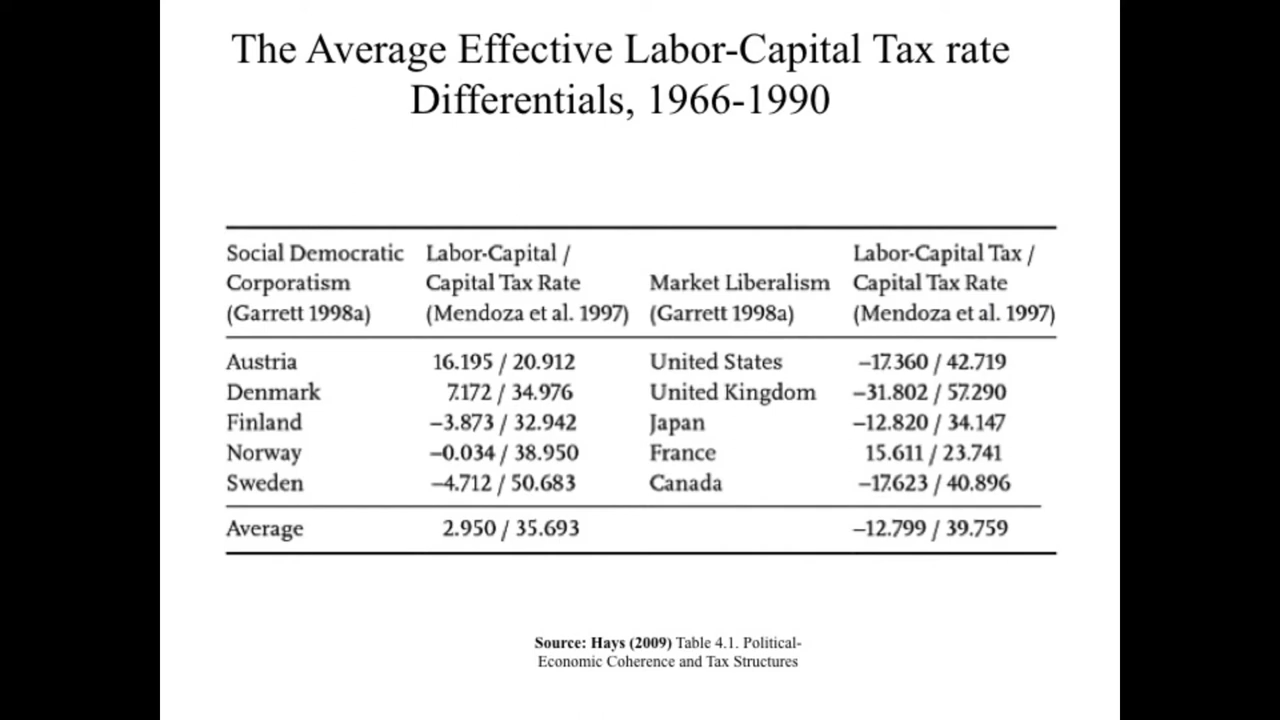 The Average Effective Labor-Capital Tax rate
Differentials, 1966-1990
Social Democratic Labor-Capital / Labor-Capital Tax /
Corporatism Capital Tax Rate Market Liberalism Capital Tax Rate
(Garrett 1998a) (Mendoza et al. 1997) (Garrett 1998a) (Mendoza et al. 1997)
Austria 16.195 / 20.912 United States −17.360 / 42.719
Denmark 7.172 / 34.976 United Kingdom −31.802 / 57.290
Finland −3.873 / 32.942 Japan −12.820 / 34.147
Norway −0.034 / 38.950 France 15.611 / 23.741
Sweden −4.712 / 50.683 Canada −17.623 / 40.896
Average 2.950 / 35.693 −12.799 / 39.759
Source: Hays (2009) Table 4.1. Political-
Economic Coherence and Tax Structures